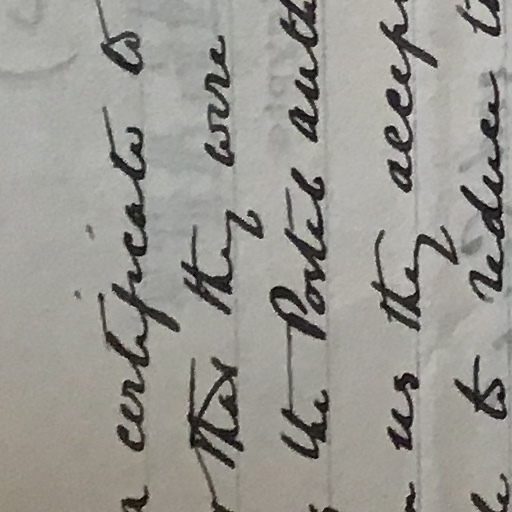 a certificate to
that they were
the Postal auth
us they accep
to reduce t